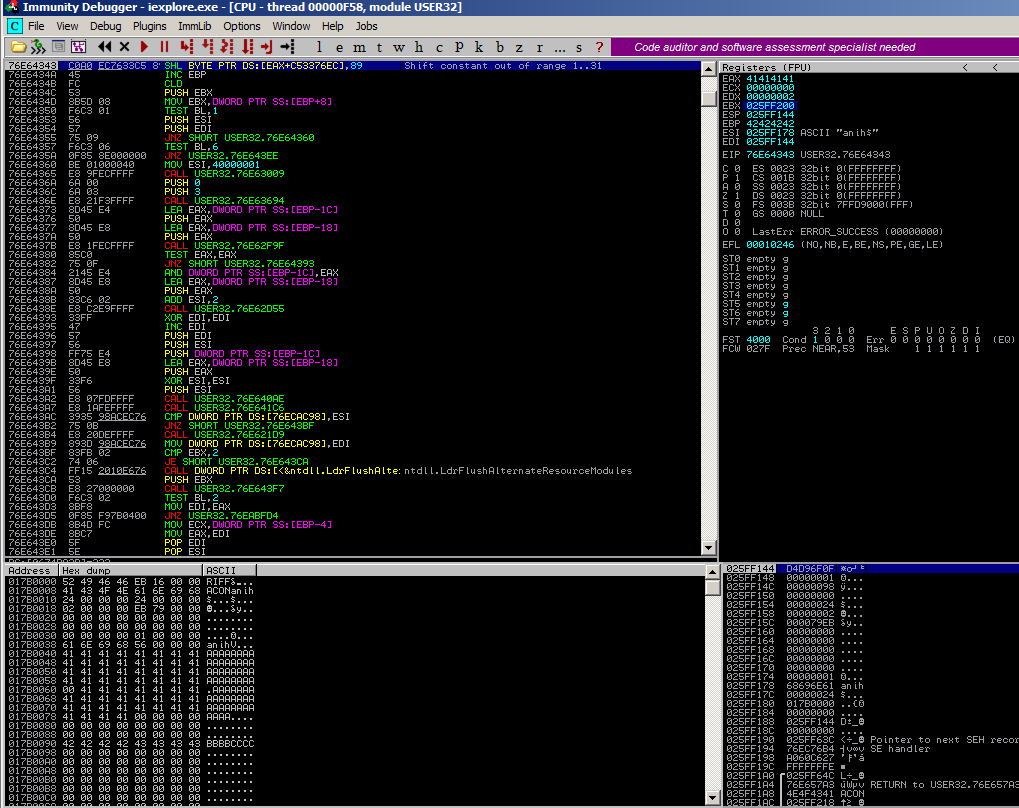 Immunity Debugger - iexplore.exe - [CPU - thread 00000F58, module USER32]
C File View Debug Plugins ImmLib Options Window Help Jobs
l e m t w h c P k b z r ... s ? Code auditor and software assessment specialist needed
76E64343 C0A0 EC7633C5 8' SHL BYTE PTR DS:[EAX+C53376EC],89 Shift constant out of range 1..31
76E6434A 45 INC EBP
76E6434B FC CLD
76E6434C 53 PUSH EBX
76E6434D 8B5D 08 MOV EBX,DWORD PTR SS:[EBP+8]
76E64350 F6C3 01 TEST BL,1
76E64353 56 PUSH ESI
76E64354 57 PUSH EDI
76E64355 75 09 JNZ SHORT USER32.76E64360
76E64357 F6C3 06 TEST BL,6
76E6435A 0F85 8E000000 JNZ USER32.76E643EE
76E64360 BE 01000040 MOV ESI,40000001
76E64365 E8 9FECFFFF CALL USER32.76E63009
76E6436A 6A 00 PUSH 0
76E6436C 6A 03 PUSH 3
76E6436E E8 21F3FFFF CALL USER32.76E63694
76E64373 8D45 E4 LEA EAX,DWORD PTR SS:[EBP-1C]
76E64376 50 PUSH EAX
76E64377 8D45 E8 LEA EAX,DWORD PTR SS:[EBP-18]
76E6437A 50 PUSH EAX
76E6437B E8 1FECFFFF CALL USER32.76E62F9F
76E64380 85C0 TEST EAX,EAX
76E64382 75 0F JNZ SHORT USER32.76E64393
76E64384 2145 E4 AND DWORD PTR SS:[EBP-1C],EAX
76E64387 8D45 E8 LEA EAX,DWORD PTR SS:[EBP-18]
76E6438A 50 PUSH EAX
76E6438B 83C6 02 ADD ESI,2
76E6438E E8 C2E9FFFF CALL USER32.76E62D55
76E64393 33FF XOR EDI,EDI
76E64395 47 INC EDI
76E64396 57 PUSH EDI
76E64397 56 PUSH ESI
76E64398 FF75 E4 PUSH DWORD PTR SS:[EBP-1C]
76E6439B 8D45 E8 LEA EAX,DWORD PTR SS:[EBP-18]
76E6439E 50 PUSH EAX
76E6439F 33F6 XOR ESI,ESI
76E643A1 56 PUSH ESI
76E643A2 E8 07FDFFFF CALL USER32.76E640AE
76E643A7 E8 1AFEFFFF CALL USER32.76E641C6
76E643AC 3935 98ACEC76 CMP DWORD PTR DS:[76ECAC98],ESI
76E643B2 75 0B JNZ SHORT USER32.76E643BF
76E643B4 E8 20DEFFFF CALL USER32.76E621D9
76E643B9 893D 98ACEC76 MOV DWORD PTR DS:[76ECAC98],EDI
76E643BF 83FB 02 CMP EBX,2
76E643C2 74 06 JE SHORT USER32.76E643CA
76E643C4 FF15 2010E676 CALL DWORD PTR DS:[<&ntdll.LdrFlushAlte: ntdll.LdrFlushAlternateResourceModules
76E643CA 53 PUSH EBX
76E643CB E8 27000000 CALL USER32.76E643F7
76E643D0 F6C3 02 TEST BL,2
76E643D3 8BF8 MOV EDI,EAX
76E643D5 0F85 F97B0400 JNZ USER32.76EABFD4
76E643DB 8B4D FC MOV ECX,DWORD PTR SS:[EBP-4]
76E643DE 8BC7 MOV EAX,EDI
76E643E0 5F POP EDI
76E643E1 5E POP ESI
Registers (FPU) < <
EAX 41414141
ECX 00000000
EDX 00000002
EBX 025FF200
ESP 025FF144
EBP 42424242
ESI 025FF178 ASCII "anih$"
EDI 025FF144
EIP 76E64343 USER32.76E64343
C 0 ES 0023 32bit 0(FFFFFFFF)
P 1 CS 001B 32bit 0(FFFFFFFF)
A 0 SS 0023 32bit 0(FFFFFFFF)
Z 1 DS 0023 32bit 0(FFFFFFFF)
S 0 FS 003B 32bit 7FFD9000(FFF)
T 0 GS 0000 NULL
D 0
O 0 LastErr ERROR_SUCCESS (00000000)
EFL 00010246 (NO,NB,E,BE,NS,PE,GE,LE)
ST0 empty g
ST1 empty g
ST2 empty g
ST3 empty g
ST4 empty g
ST5 empty g
ST6 empty g
ST7 empty g
3 2 1 0 E S P U O Z D I
FST 4000 Cond 1 0 0 0 Err 0 0 0 0 0 0 0 0 (EQ)
FCW 027F Prec NEAR,53 Mask 1 1 1 1 1 1
Address Hex dump ASCII
017B0000 52 49 46 46 EB 16 00 00 RIFF
017B0008 41 43 4F 4E 61 6E 69 68 ACONanih
017B0010 24 00 00 00 24 00 00 00 $...$...
017B0018 02 00 00 00 EB 79 00 00
017B0020 00 00 00 00 00 00 00 00 ........
017B0028 00 00 00 00 00 00 00 00 ........
017B0030 00 00 00 00 01 00 00 00
017B0038 61 6E 69 68 56 00 00 00 anihV...
017B0040 41 41 41 41 41 41 41 41 AAAAAAAA
017B0048 41 41 41 41 41 41 41 41 AAAAAAAA
017B0050 41 41 41 41 41 41 41 41 AAAAAAAA
017B0058 41 41 41 41 41 41 41 41 AAAAAAAA
017B0060 00 41 41 41 41 41 41 41 .AAAAAAA
017B0068 41 41 41 41 41 41 41 41 AAAAAAAA
017B0070 41 41 41 41 41 41 41 41 AAAAAAAA
017B0078 41 41 41 41 00 00 00 00 AAAA....
017B0080 00 00 00 00 00 00 00 00 ........
017B0088 00 00 00 00 00 00 00 00 ........
017B0090 42 42 42 42 43 43 43 43 BBBBCCCC
017B0098 00 00 00 00 00 00 00 00 ........
017B00A0 00 00 00 00 00 00 00 00 ........
017B00A8 00 00 00 00 00 00 00 00 ........
017B00B0 00 00 00 00 00 00 00 00 ........
017B00B8 00 00 00 00 00 00 00 00 ........
017B00C0 00 00 00 00 00 00 00 00 ........
025FF144 D4D96F0F
025FF148 00000001
025FF14C 00000098
025FF150 00000000 ....
025FF154 00000024 $...
025FF158 00000002
025FF15C 000079EB
025FF160 00000000 ....
025FF164 00000000 ....
025FF168 00000000 ....
025FF16C 00000000 ....
025FF170 00000000 ....
025FF174 00000001
025FF178 68696E61 anih
025FF17C 00000024 $...
025FF180 017B0000
025FF184 00000000 ....
025FF188 025FF144
025FF18C 00000000 ....
025FF190 025FF63C Pointer to next SEH recor
025FF194 76EC76B4 SE handler
025FF198 A060C627
025FF19C FFFFFFFE
025FF1A0 025FF64C
025FF1A4 76E657A3 RETURN to USER32.76E657A3
025FF1A8 4E4F4341 ACON
025FF1AC 025FF218